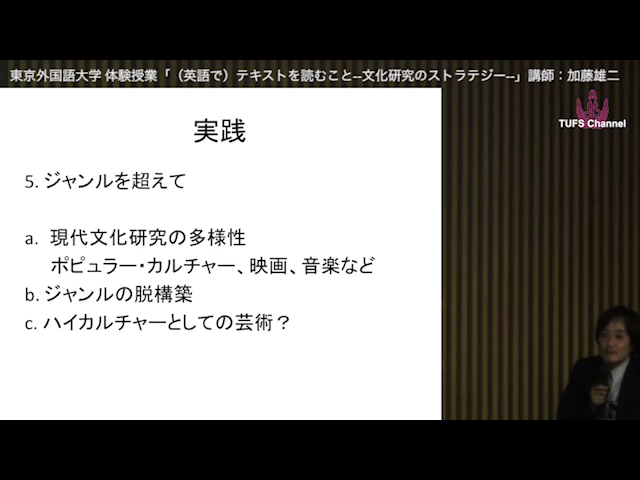 東京外国語大学 体験授業「（英語で）テキストを読むこと--文化研究のストラテジー--」講師：加藤雄二
TUFS Channel
実践
5. ジャンルを超えて
a. 現代文化研究の多様性
ポピュラー・カルチャー、映画、音楽など
b. ジャンルの脱構築
c. ハイカルチャーとしての芸術？